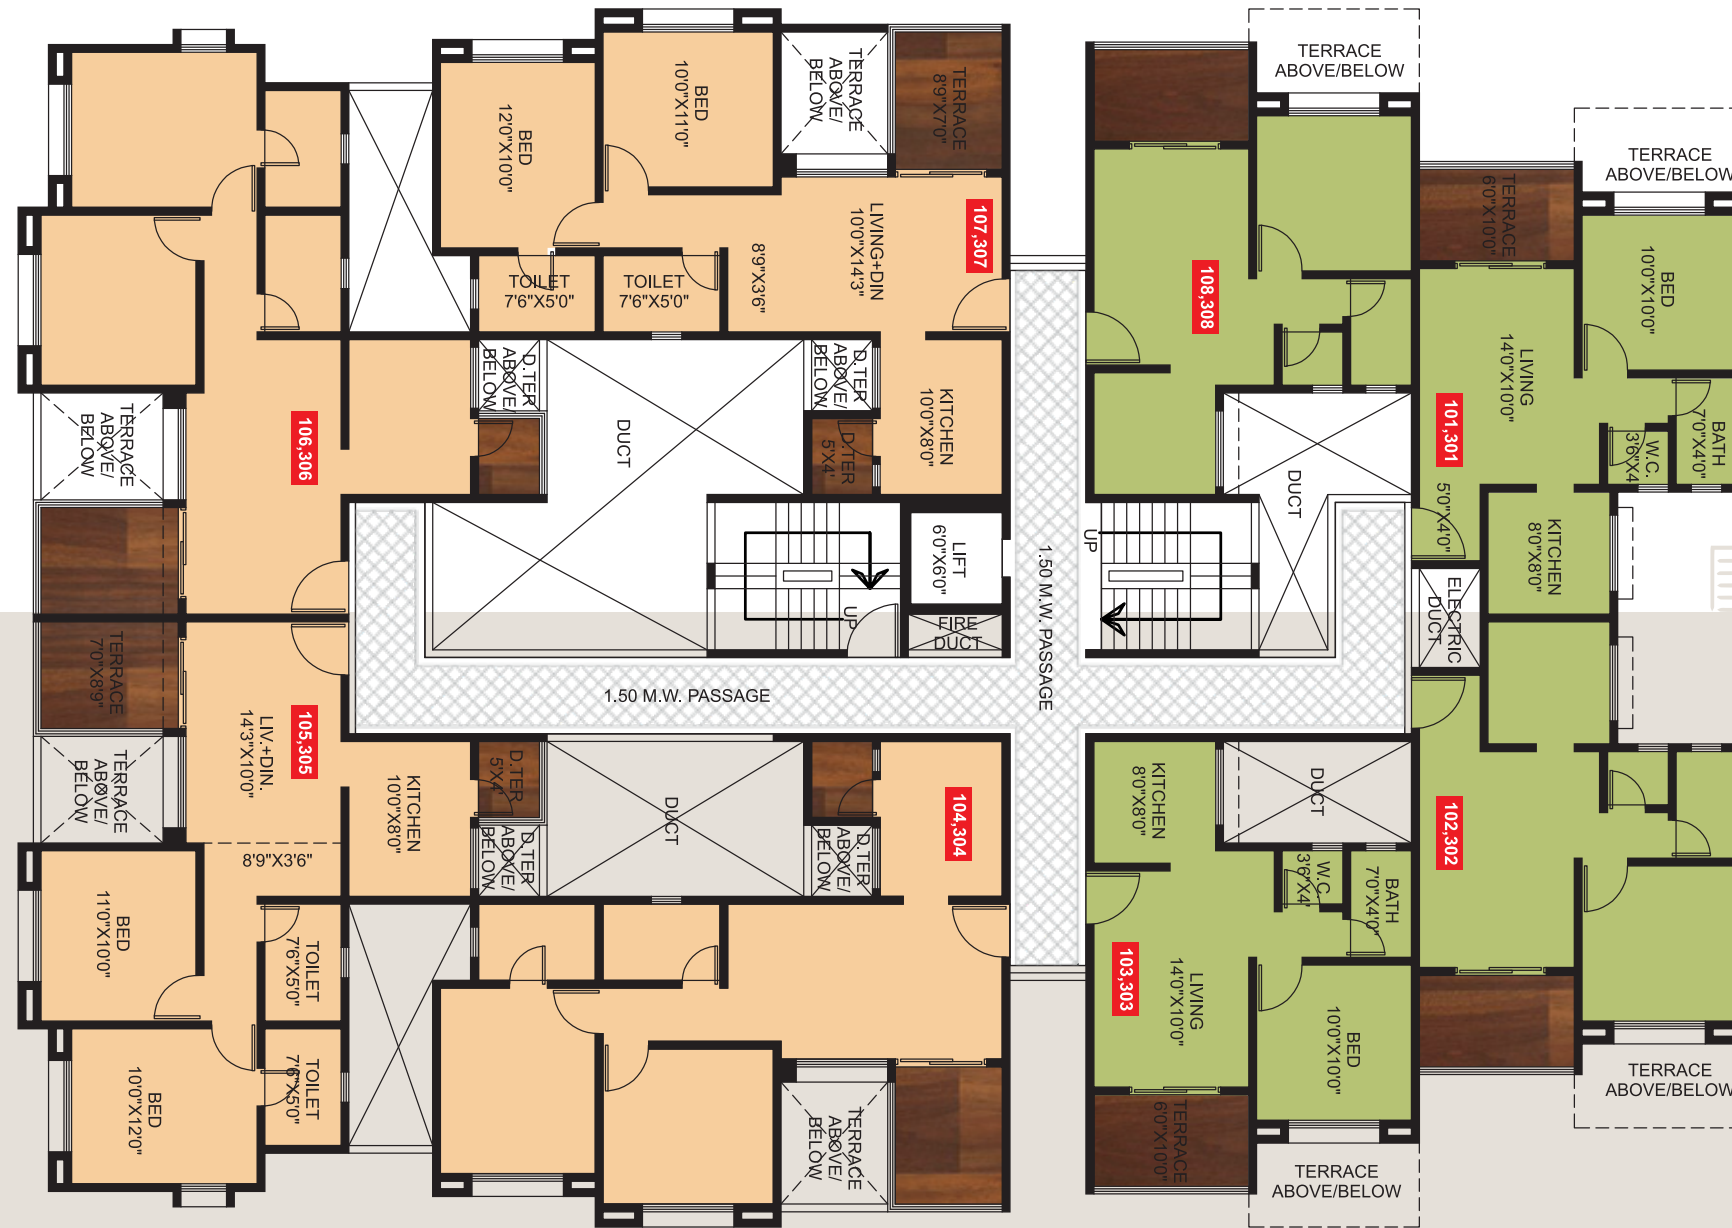 TERRACE
ABOVE/BELOW
TERRACE
ABOVE/BELOW
BED
10'0"X11'0"
BED
12'0"X10'0"
TERRACE
ABOVE/
BELOW
TERRACE
8'9"X7'0"
LIVING+DIN
10'0"X14'3"
8'9"X3'6"
107,307
TOILET
7'6"X5'0"
TOILET
7'6"X5'0"
108,308
TERRACE
6'0"X10'0"
BED
10'0"X10'0"
LIVING
14'0"X10'0"
101,301
BATH
7'0"X4'0"
W.C.
3'6"X4'
5'0"X4'0"
KITCHEN
8'0"X8'0"
D.TER
ABOVE/
BELOW
D.TER
ABOVE/
BELOW
DUCT
KITCHEN
10'0"X8'0"
D.TER
5'X4'
TERRACE
ABOVE/
BELOW
106,306
DUCT
LIFT
6'0"X6'0"
UP
UP
1.50 M.W. PASSAGE
FIRE
DUCT
ELECTRIC
DUCT
1.50 M.W. PASSAGE
TERRACE
7'0"X8'9"
LIV.+DIN.
14'3"X10'0"
105,305
TERRACE
ABOVE/
BELOW
8'9"X3'6"
KITCHEN
10'0"X8'0"
D.TER
5'X4'
D.TER
ABOVE/
BELOW
DUCT
D.TER
ABOVE/
BELOW
104,304
KITCHEN
8'0"X8'0"
DUCT
102,302
W.C.
3'6"X4'
BATH
7'0"X4'0"
103,303
LIVING
14'0"X10'0"
BED
10'0"X10'0"
TERRACE
6'0"X10'0"
BED
11'0"X10'0"
TOILET
7'6"X5'0"
TOILET
7'6"X5'0"
BED
10'0"X12'0"
TERRACE
ABOVE/
BELOW
TERRACE
ABOVE/BELOW
TERRACE
ABOVE/BELOW